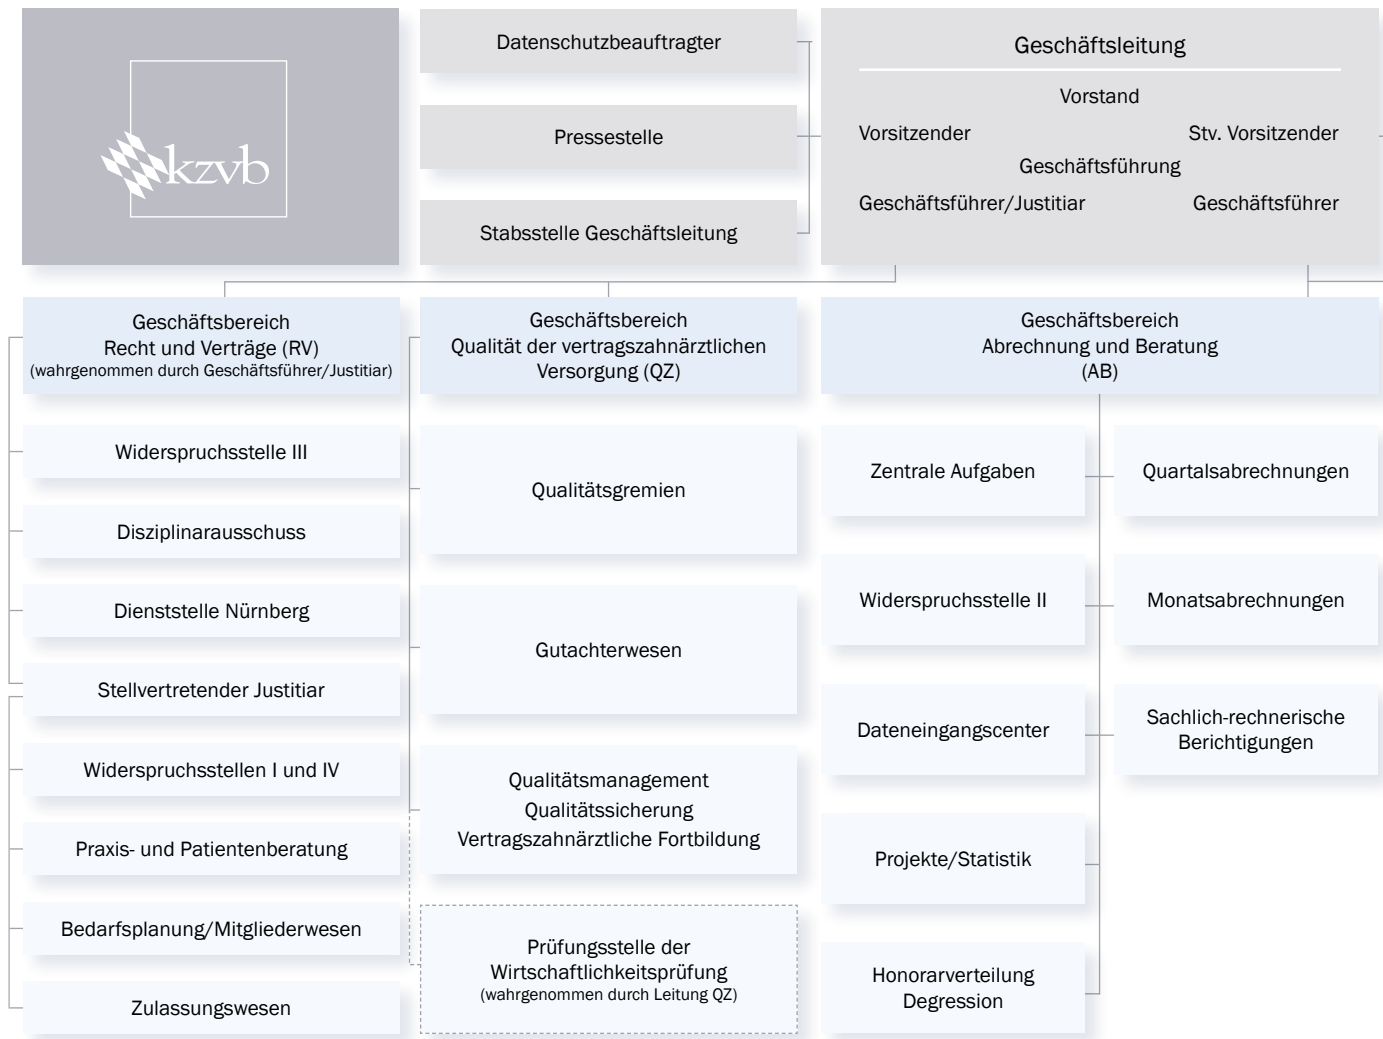 kzvb
Datenschutzbeauftragter
Pressestelle
Stabsstelle Geschäftsleitung
Geschäftsleitung
Vorstand
Vorsitzender
Stv. Vorsitzender
Geschäftsführung
Geschäftsführer/Justitiar
Geschäftsführer
Geschäftsbereich
Recht und Verträge (RV)
(wahrgenommen durch Geschäftsführer/Justitiar)
Widerspruchsstelle III
Disziplinarausschuss
Dienststelle Nürnberg
Stellvertretender Justitiar
Widerspruchsstellen I und IV
Praxis- und Patientenberatung
Bedarfsplanung/Mitgliederwesen
Zulassungswesen
Geschäftsbereich
Qualität der vertragszahnärztlichen
Versorgung (QZ)
Qualitätsgremien
Gutachterwesen
Qualitätsmanagement
Qualitätssicherung
Vertragszahnärztliche Fortbildung
Prüfungsstelle der
Wirtschaftlichkeitsprüfung
(wahrgenommen durch Leitung QZ)
Geschäftsbereich
Abrechnung und Beratung
(AB)
Zentrale Aufgaben
Widerspruchsstelle II
Dateneingangscenter
Projekte/Statistik
Honorarverteilung
Degression
Quartalsabrechnungen
Monatsabrechnungen
Sachlich-rechnerische
Berichtigungen